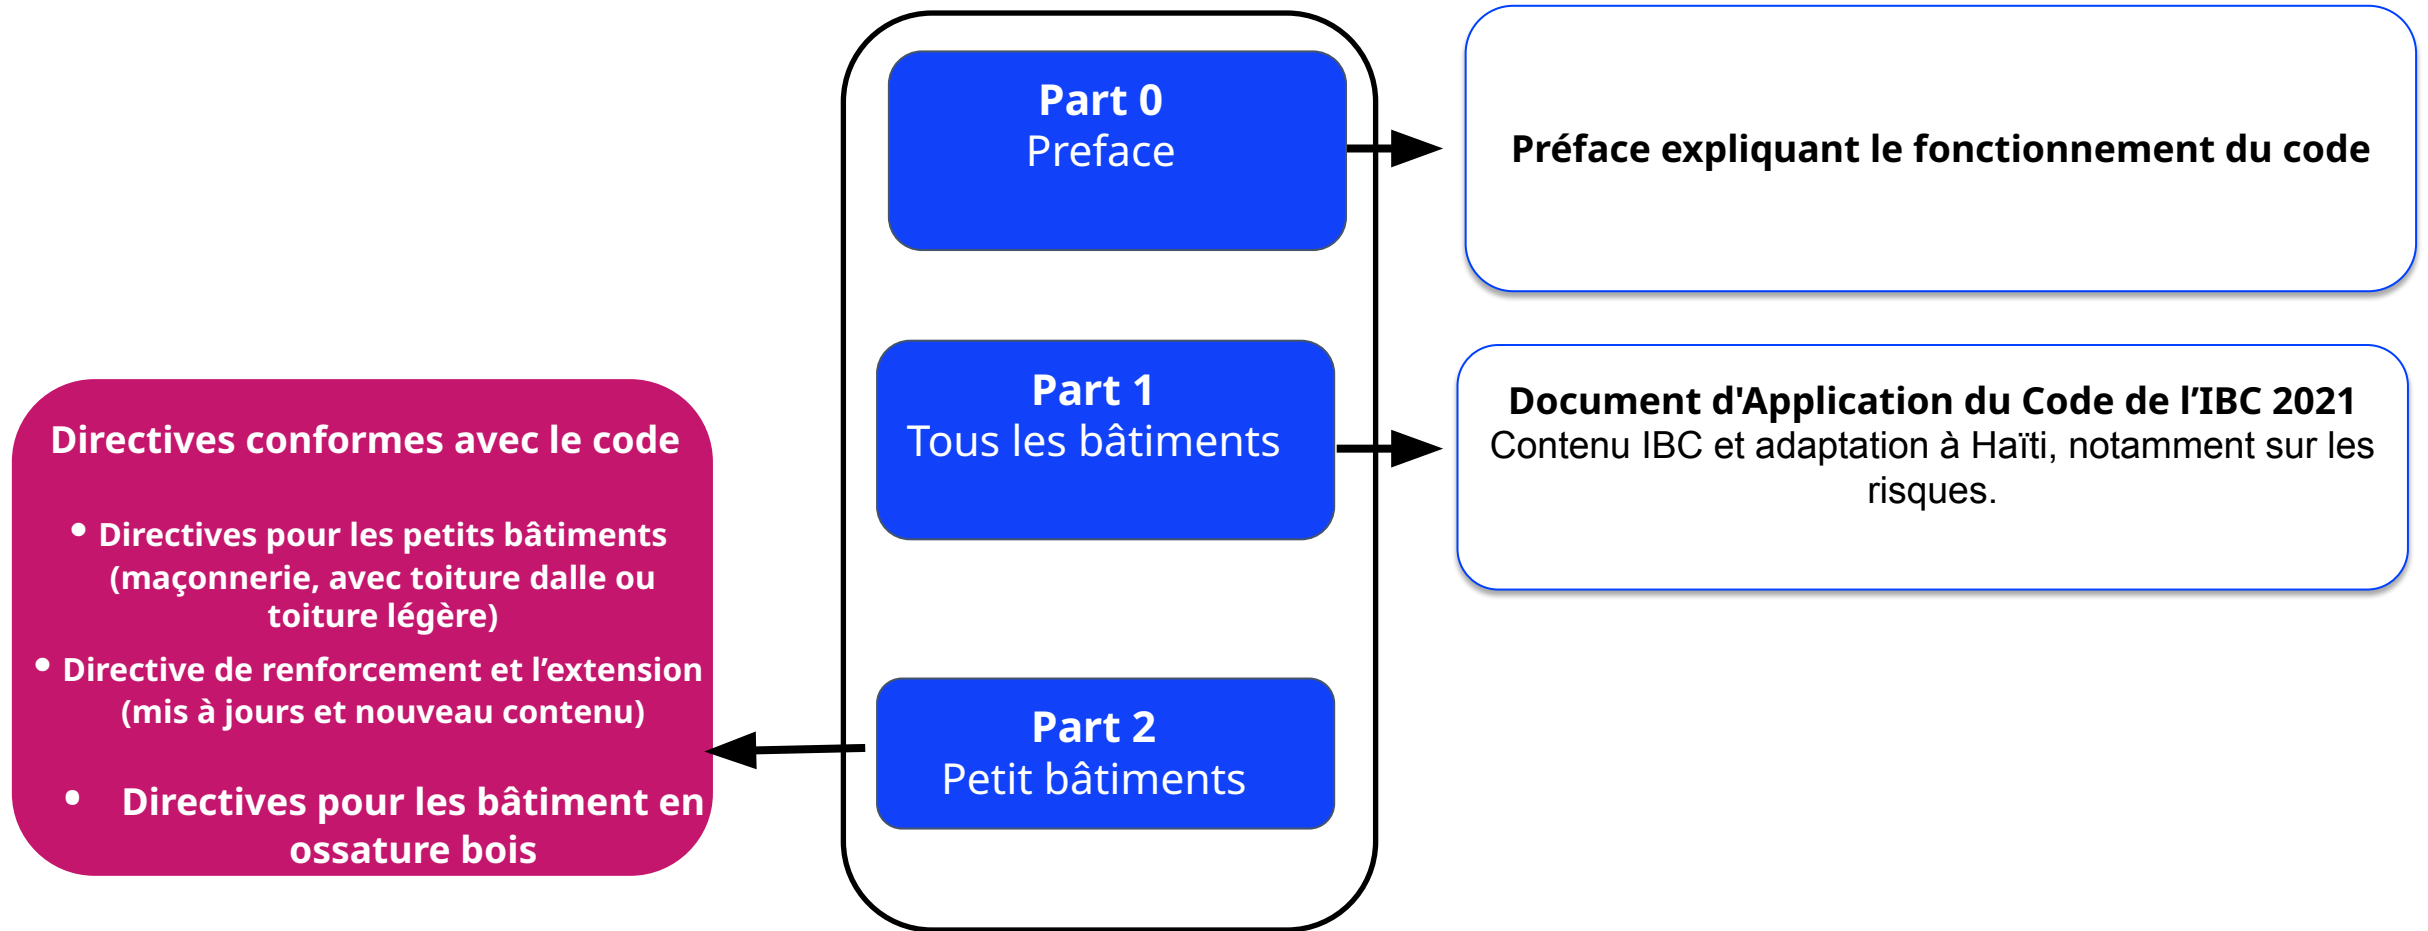 Part 0
Preface
Préface expliquant le fonctionnement du code
Part 1
Tous les bâtiments
Document d'Application du Code de l’IBC 2021
Contenu IBC et adaptation à Haïti, notamment sur les
risques.
Part 2
Petit bâtiments
Directives conformes avec le code
• Directives pour les petits bâtiments
(maçonnerie, avec toiture dalle ou
toiture légère)
• Directive de renforcement et l’extension
(mis à jours et nouveau contenu)
• Directives pour les bâtiment en
ossature bois